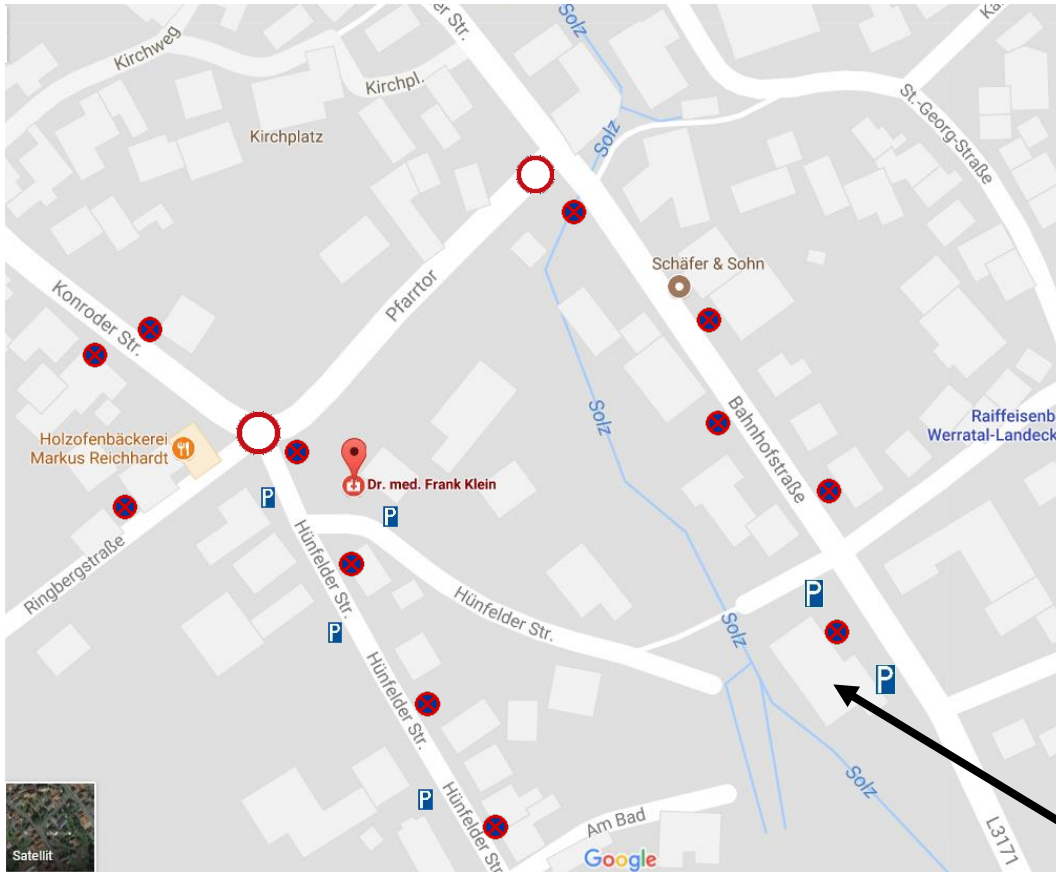 er Str.
Solz
Ka
Kirchweg
Kirchpl.
St.-Georg-Straße
Kirchplatz
Solz
Schäfer & Sohn
Pfarrtor
Konroder Str.
Bahnhofstraße
Solz
Raiffeisenb
Werratal-Landeck
Holzofenbäckerei
Markus Reichhardt
Dr. med. Frank Klein
P
P
Ringbergstraße
Hünfelder Str.
Hünfelder Str.
P
P
Solz
Hünfelder Str.
P
Solz
P
Hünfelder Str.
Am Bad
L3171
Satellit
Google